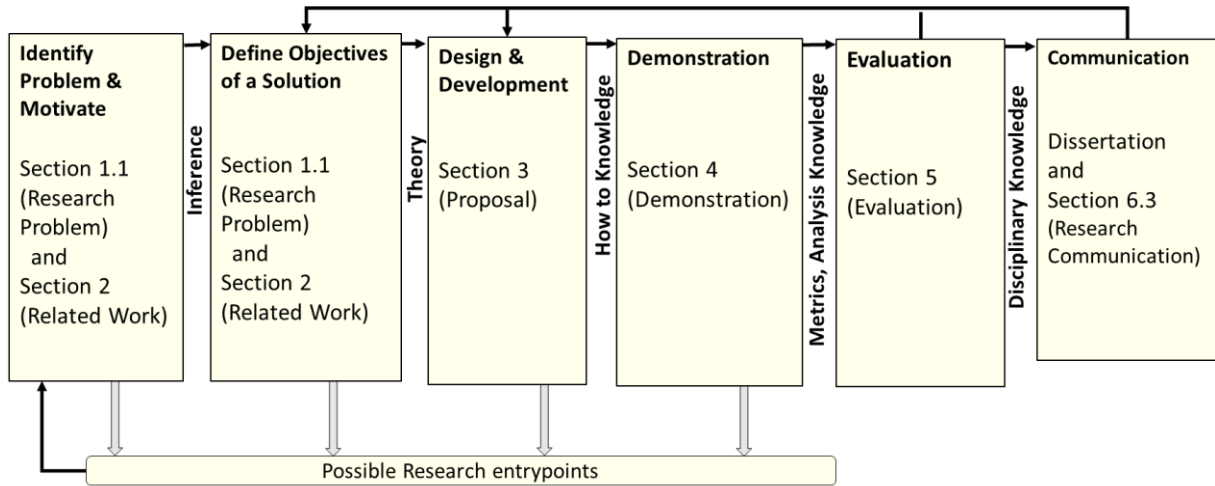 Identify
Problem &
Motivate
Section 1.1
(Research
Problem)
and
Section 2
(Related Work)
Inference
Define Objectives
of a Solution
Section 1.1
(Research
Problem)
and
Section 2
(Related Work)
Theory
Design &
Development
Section 3
(Proposal)
How to Knowledge
Demonstration
Section 4
(Demonstration)
Metrics, Analysis Knowledge
Evaluation
Section 5
(Evaluation)
Disciplinary Knowledge
Communication
Dissertation
and
Section 6.3
(Research
Communication)
Possible Research entrypoints